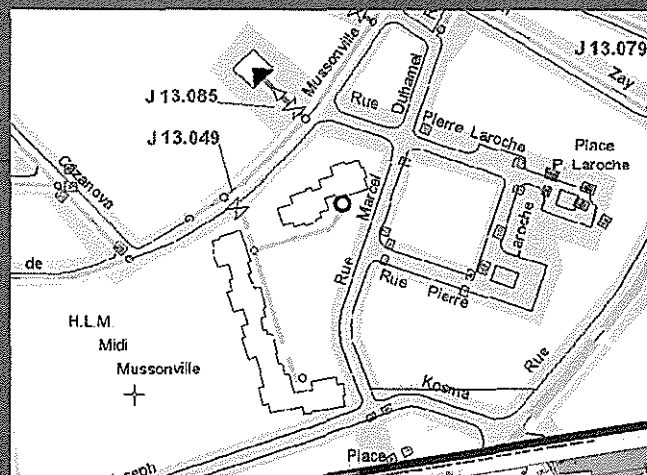 Mussonville
J 13.079
Zay
J 13.085
Rue
Duhamel
J 13.049
Pierre Laroche
Place
P. Laroche
Cazanova
Marcel
Laroche
de
Rue
Rue
Pierre
H.L.M.
Midi
Mussonville
Rue
Kosma
Place
Joseph